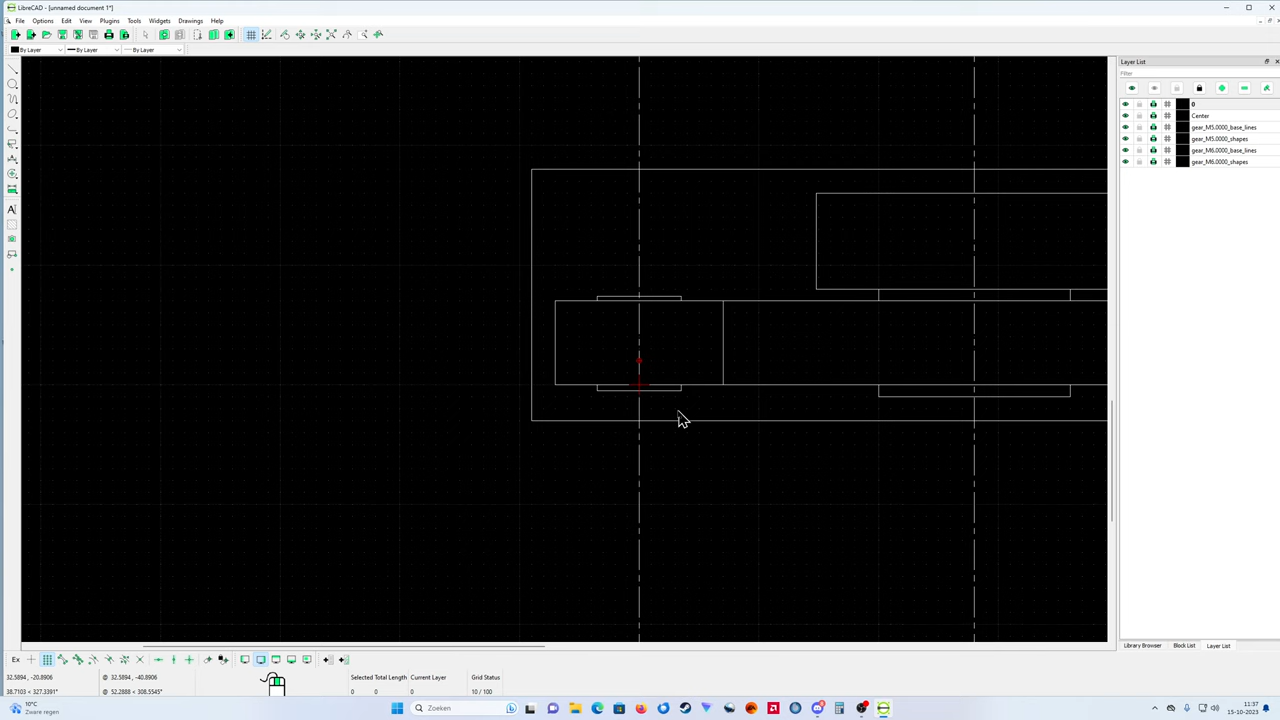 LibreCAD - [unnamed document 1*]
File Options Edit View Plugins Tools Widgets Drawings Help
By Layer By Layer By Layer
Layer List
Filter
0
Center
gear_M5.0000_base_lines
gear_M5.0000_shapes
gear_M6.0000_base_lines
gear_M6.0000_shapes
Library Browser Block List Layer List
Ex
32.5894 , -20.8906 @ 32.5894 , -40.8906 Selected Total Length Current Layer Grid Status
38.7103 < 327.3391° @ 52.2888 < 308.5545° 0 0 0 10 / 100
10°C
Zware regen
Zoeken
11:37
15-10-2023